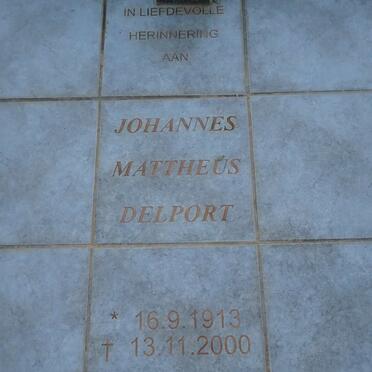 IN LIEFDEVOLLE
HERINNERING
AAN
JOHANNES
MATTHEUS
DELPORT
* 16.9.1913
† 13.11.2000